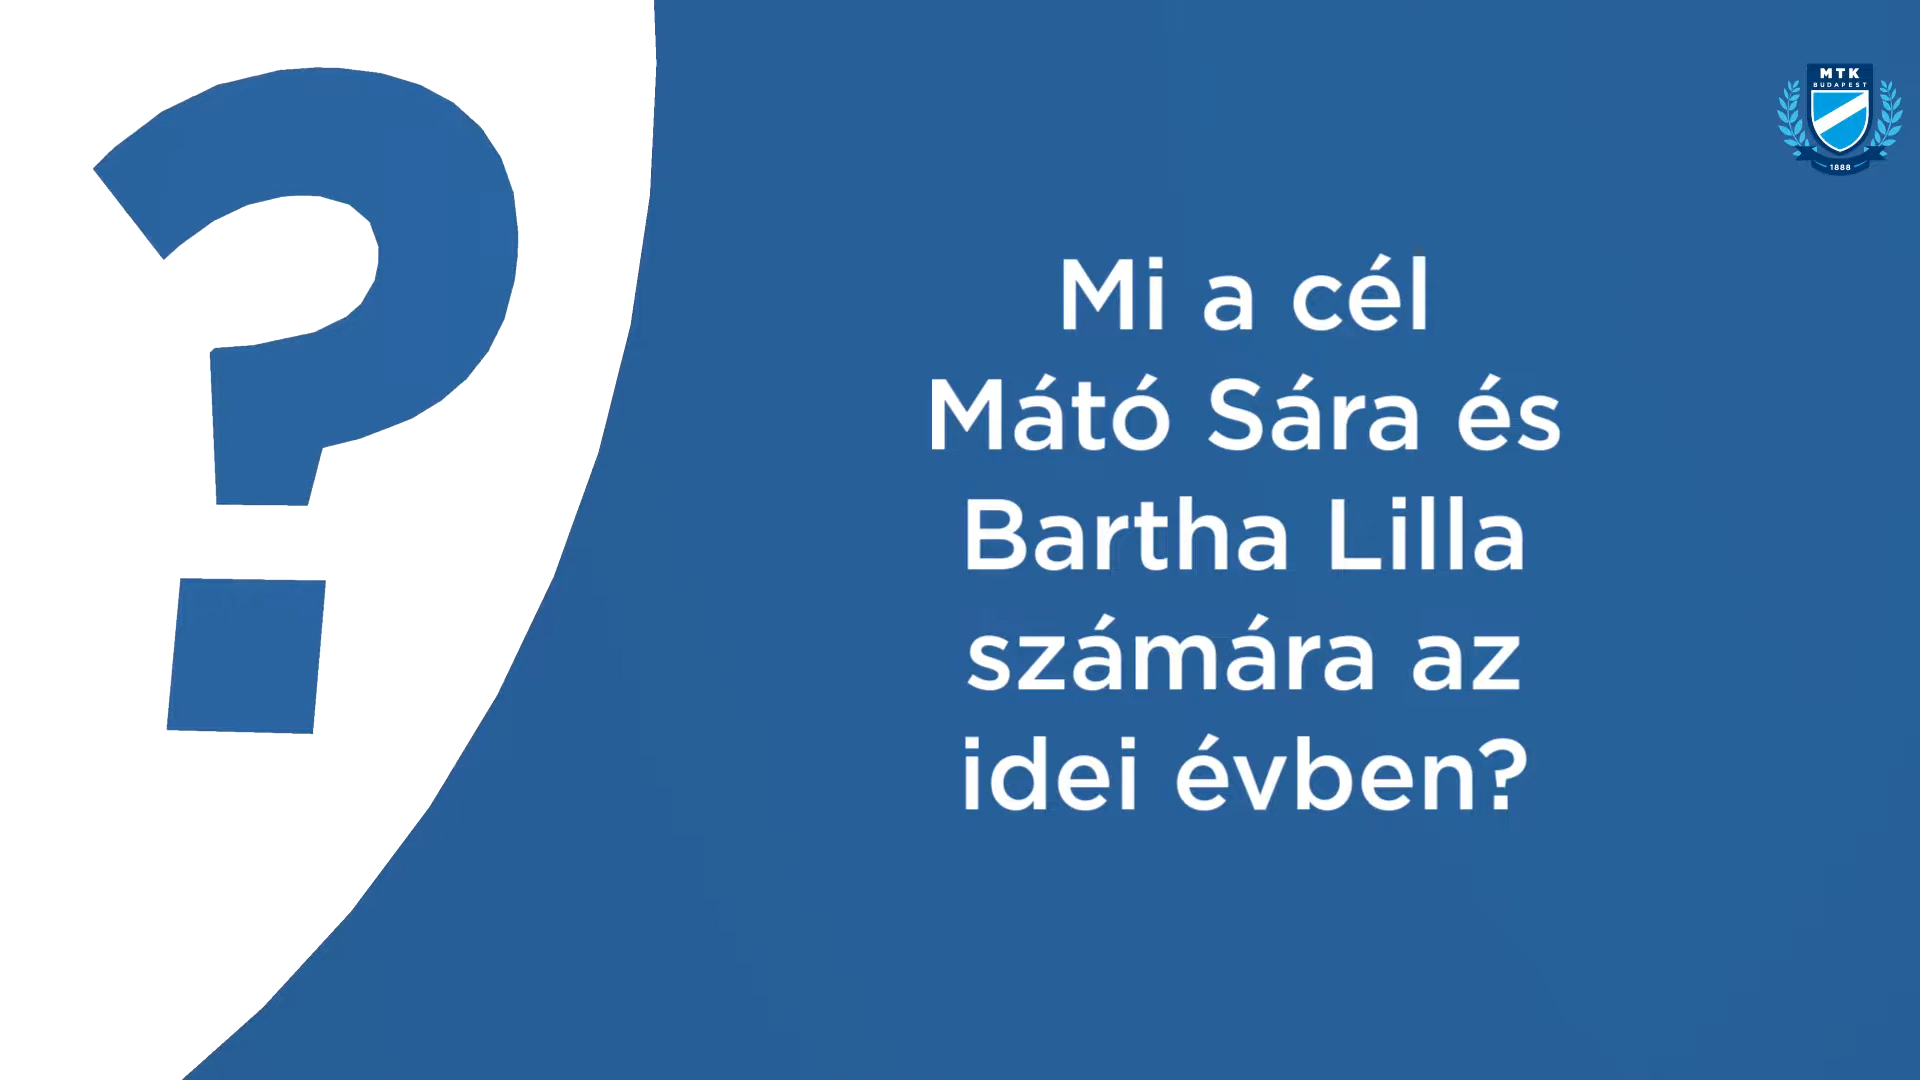 MTK
BUDAPEST
1888
?
Mi a cél
Mátó Sára és
Bartha Lilla
számára az
idei évben?